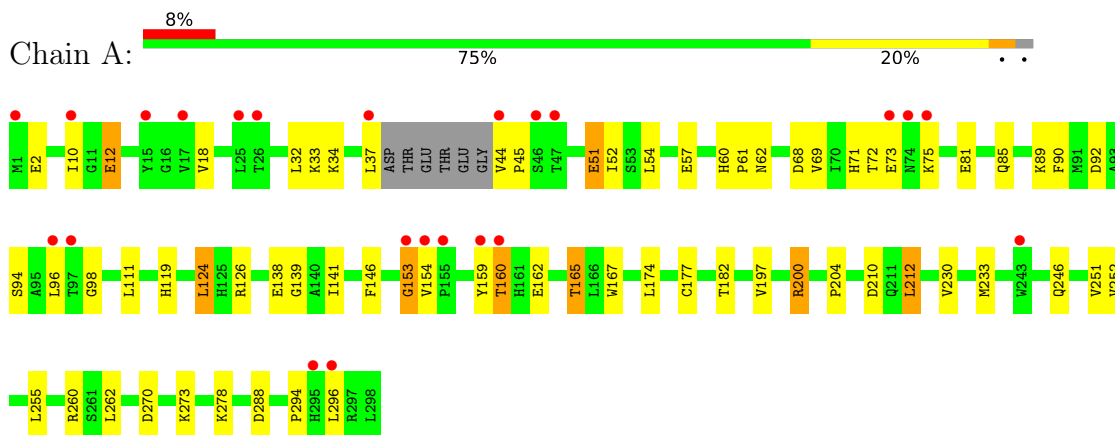 8%
Chain A:
75% 20% • •
M1 E2 I10 G11 E12 Y15 G16 V17 V18 L25 T26 L32 K33 K34 L37 ASP THR GLU THR GLU GLY V44 P45 S46 T47 E51 I52 S53 L54 E57 H60 P61 N62 D68 V69 I70 H71 T72 E73 N74 K75 E81 Q85 K89 F90 M91 D92 A93
S94 A95 L96 T97 G98 L111 H119 L124 H125 R126 E138 G139 A140 I141 F146 G153 V154 P155 Y159 T160 H161 E162 T165 L166 W167 L174 C177 T182 V197 R200 P204 D210 Q211 L212 V230 M233 W243 Q246 V251 V252
L255 R260 S261 L262 D270 K273 K278 D288 P294 H295 L296 R297 L298